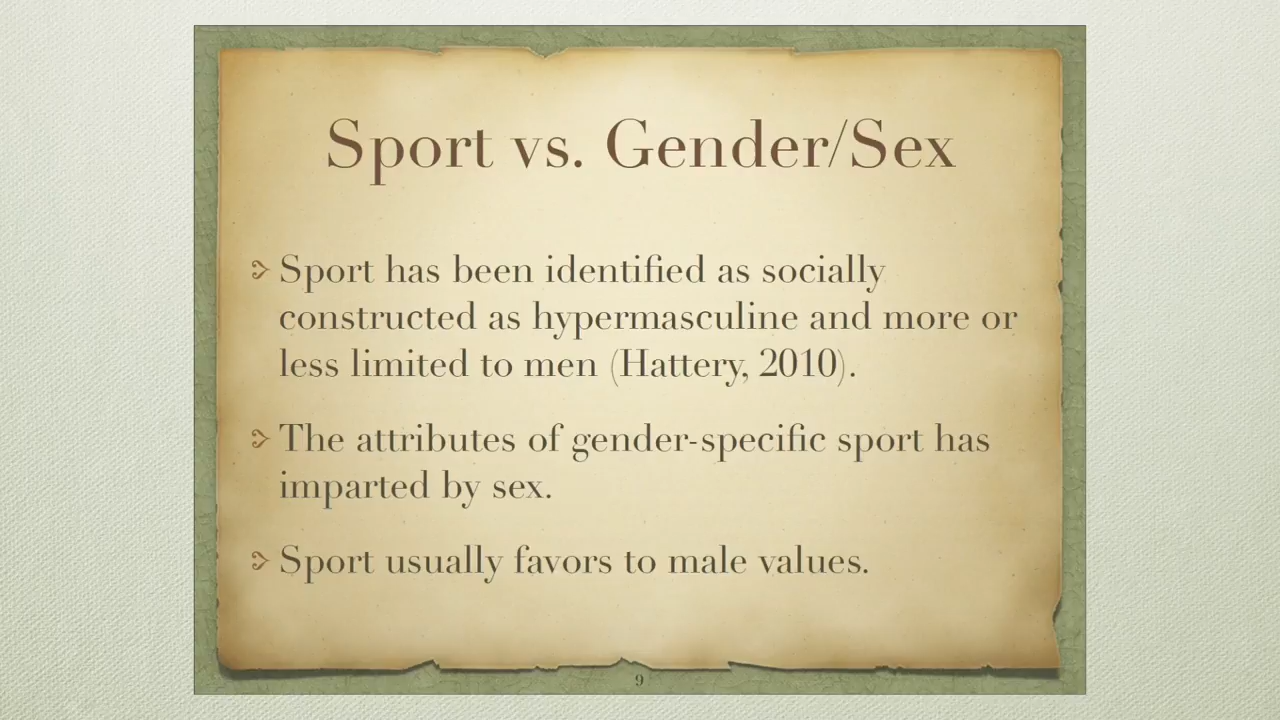 Sport vs. Gender/Sex
Sport has been identified as socially
constructed as hypermasculine and more or
less limited to men (Hattery, 2010).
The attributes of gender-specific sport has
imparted by sex.
Sport usually favors to male values.
9